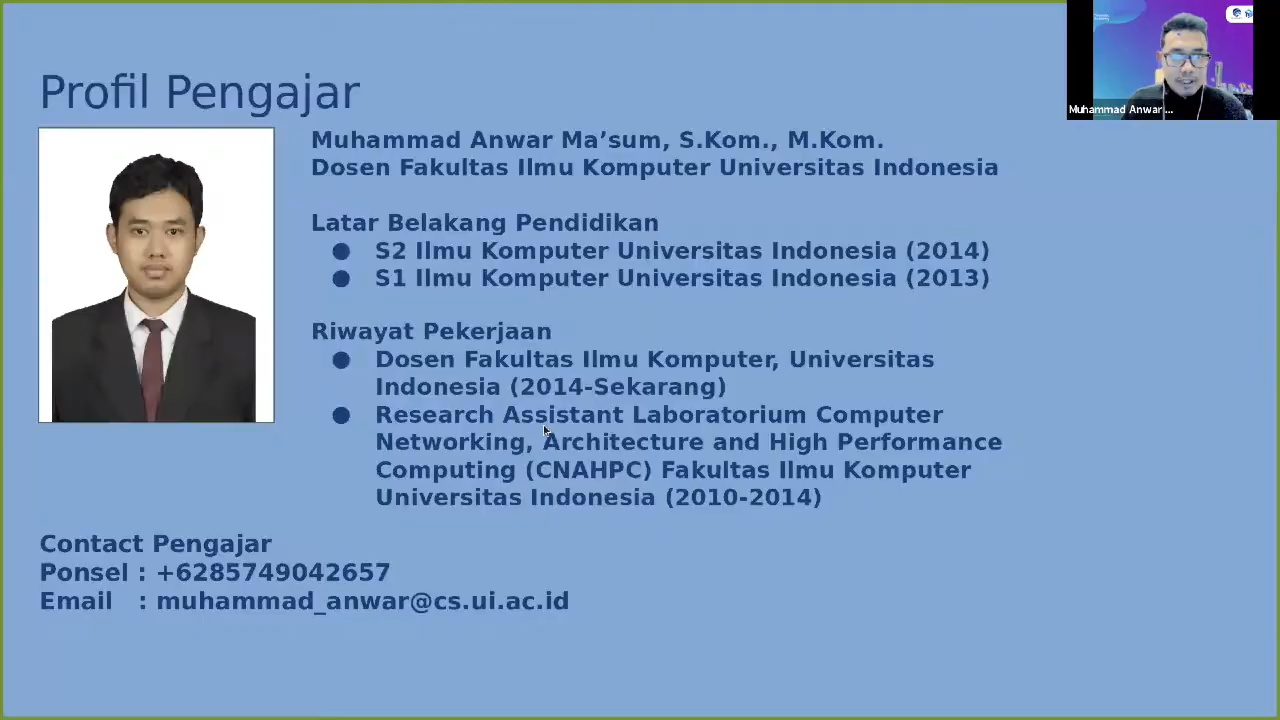 Profil Pengajar
Muhammad Anwar Ma’sum, S.Kom., M.Kom.
Dosen Fakultas Ilmu Komputer Universitas Indonesia
Latar Belakang Pendidikan
● S2 Ilmu Komputer Universitas Indonesia (2014)
● S1 Ilmu Komputer Universitas Indonesia (2013)
Riwayat Pekerjaan
● Dosen Fakultas Ilmu Komputer, Universitas
Indonesia (2014-Sekarang)
● Research Assistant Laboratorium Computer
Networking, Architecture and High Performance
Computing (CNAHPC) Fakultas Ilmu Komputer
Universitas Indonesia (2010-2014)
Contact Pengajar
Ponsel : +6285749042657
Email : muhammad_anwar@cs.ui.ac.id
Muhammad Anwar ...